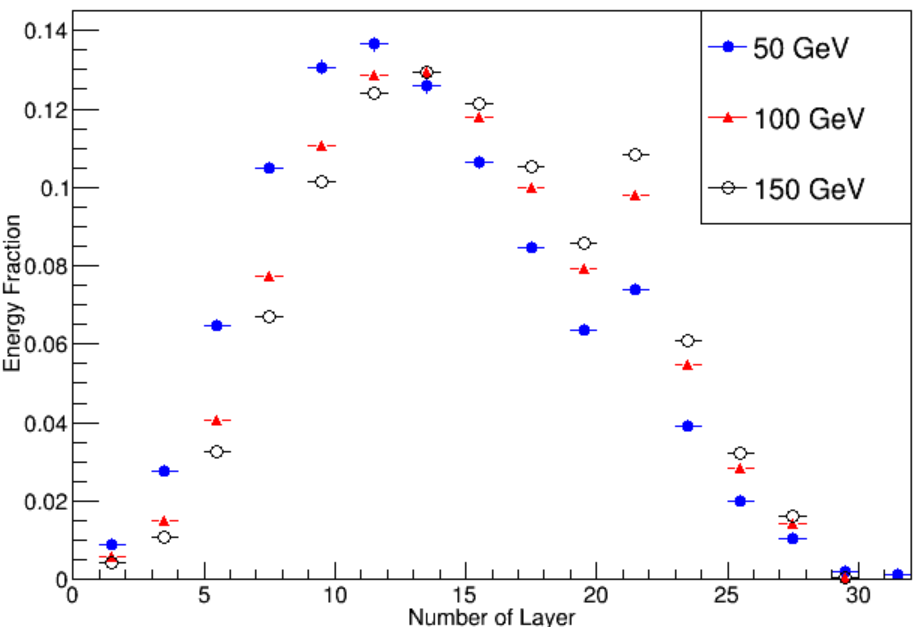 0.14
0.12
0.1
0.08
0.06
0.04
0.02
0
Energy Fraction
50 GeV
100 GeV
150 GeV
0 5 10 15 20 25 30
Number of Layer